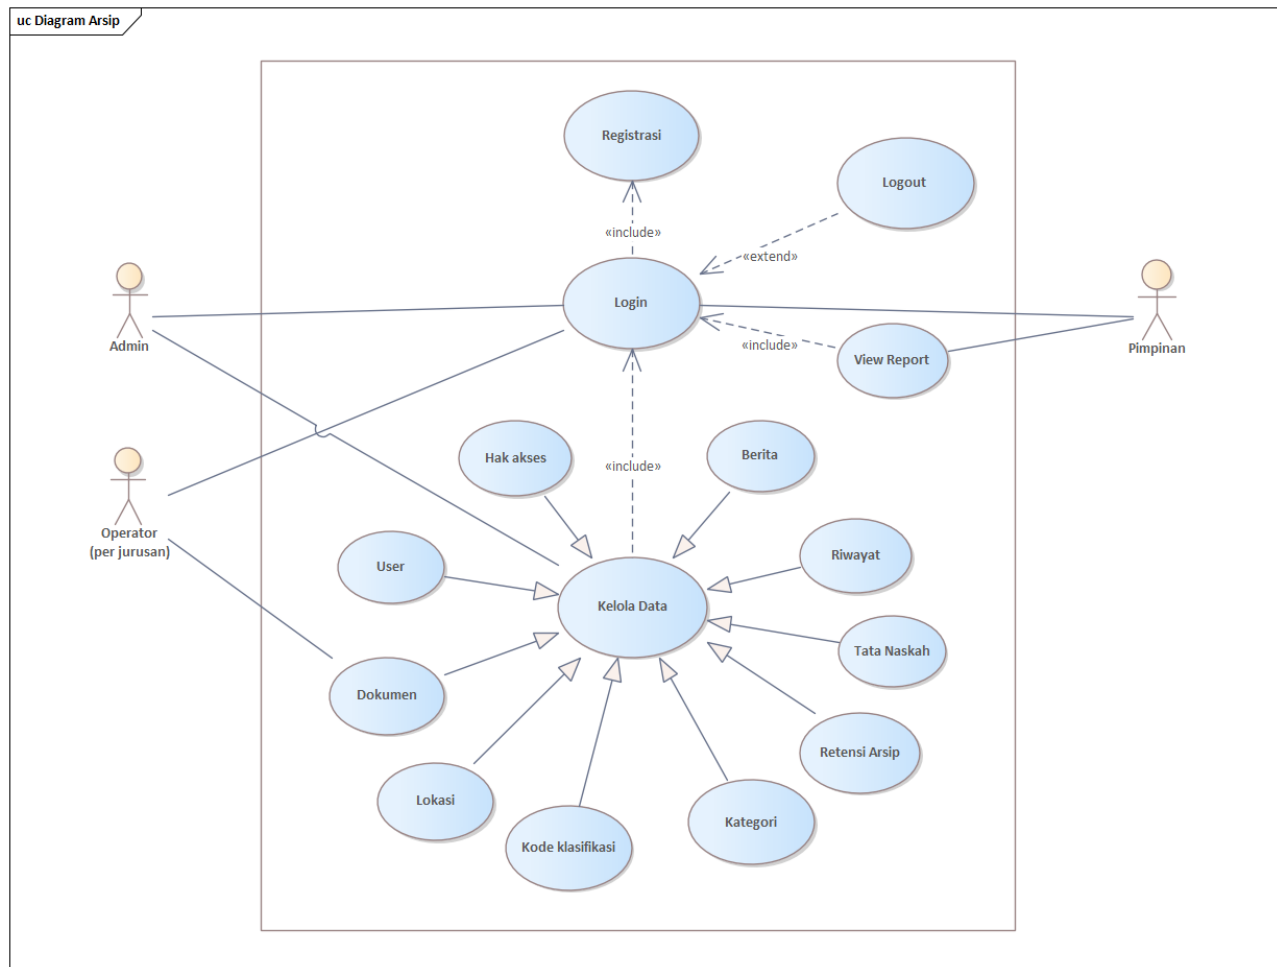 uc Diagram Arsip
Registrasi
Logout
«include»
«extend»
Login
Admin
«include»
View Report
Pimpinan
Hak akses
Berita
«include»
Operator
(per jurusan)
User
Riwayat
Kelola Data
Tata Naskah
Dokumen
Retensi Arsip
Lokasi
Kategori
Kode klasifikasi